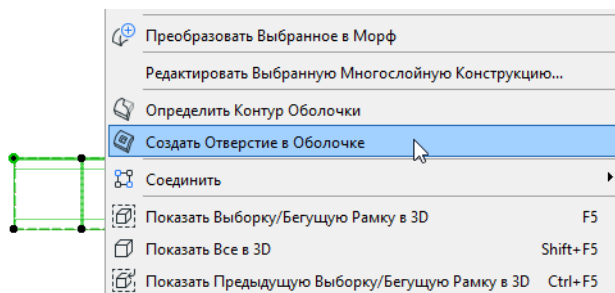 Преобразовать Выбранное в Морф
Редактировать Выбранную Многослойную Конструкцию...
Определить Контур Оболочки
Создать Отверстие в Оболочке
Соединить
Показать Выборку/Бегущую Рамку в 3D F5
Показать Все в 3D Shift+F5
Показать Предыдущую Выборку/Бегущую Рамку в 3D Ctrl+F5